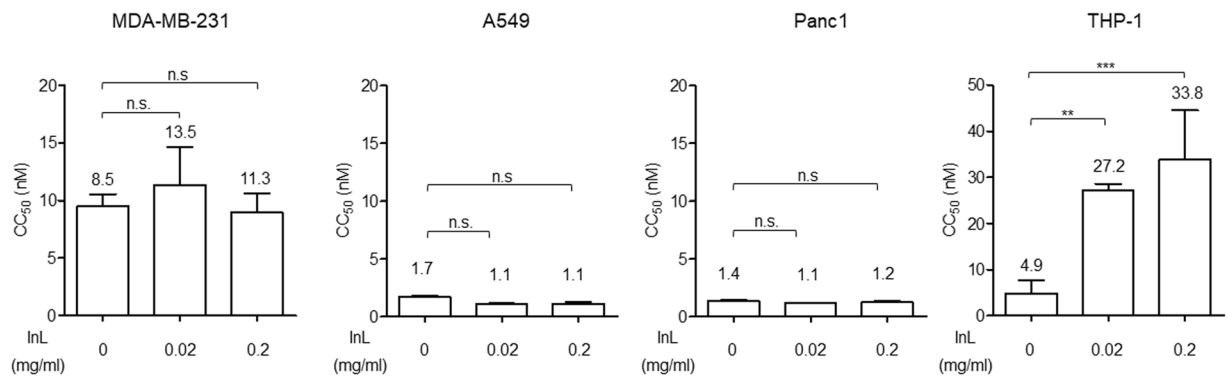 MDA-MB-231
n.s
n.s.
20
15
10
5
0
CC50 (nM)
8.5
13.5
11.3
InL
(mg/ml)
0
0.02
0.2
A549
n.s
n.s.
20
15
10
5
0
CC50 (nM)
1.7
1.1
1.1
InL
(mg/ml)
0
0.02
0.2
Panc1
n.s
n.s.
20
15
10
5
0
CC50 (nM)
1.4
1.1
1.2
InL
(mg/ml)
0
0.02
0.2
THP-1
***
**
50
40
30
20
10
0
CC50 (nM)
4.9
27.2
33.8
InL
(mg/ml)
0
0.02
0.2